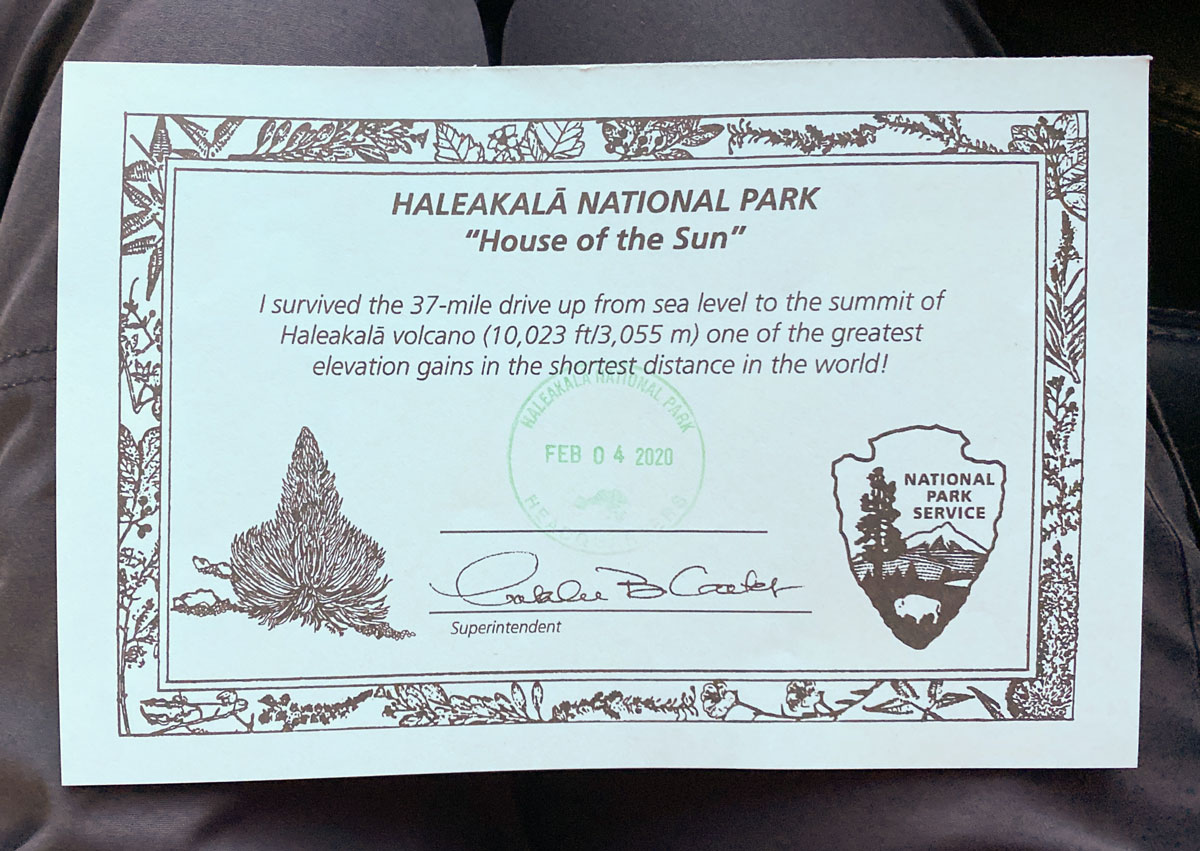 HALEAKALĀ NATIONAL PARK
“House of the Sun”
I survived the 37-mile drive up from sea level to the summit of
Haleakalā volcano (10,023 ft/3,055 m) one of the greatest
elevation gains in the shortest distance in the world!
HALEAKALA NATIONAL PARK
FEB 04 2020
NATIONAL
PARK
SERVICE
Superintendent